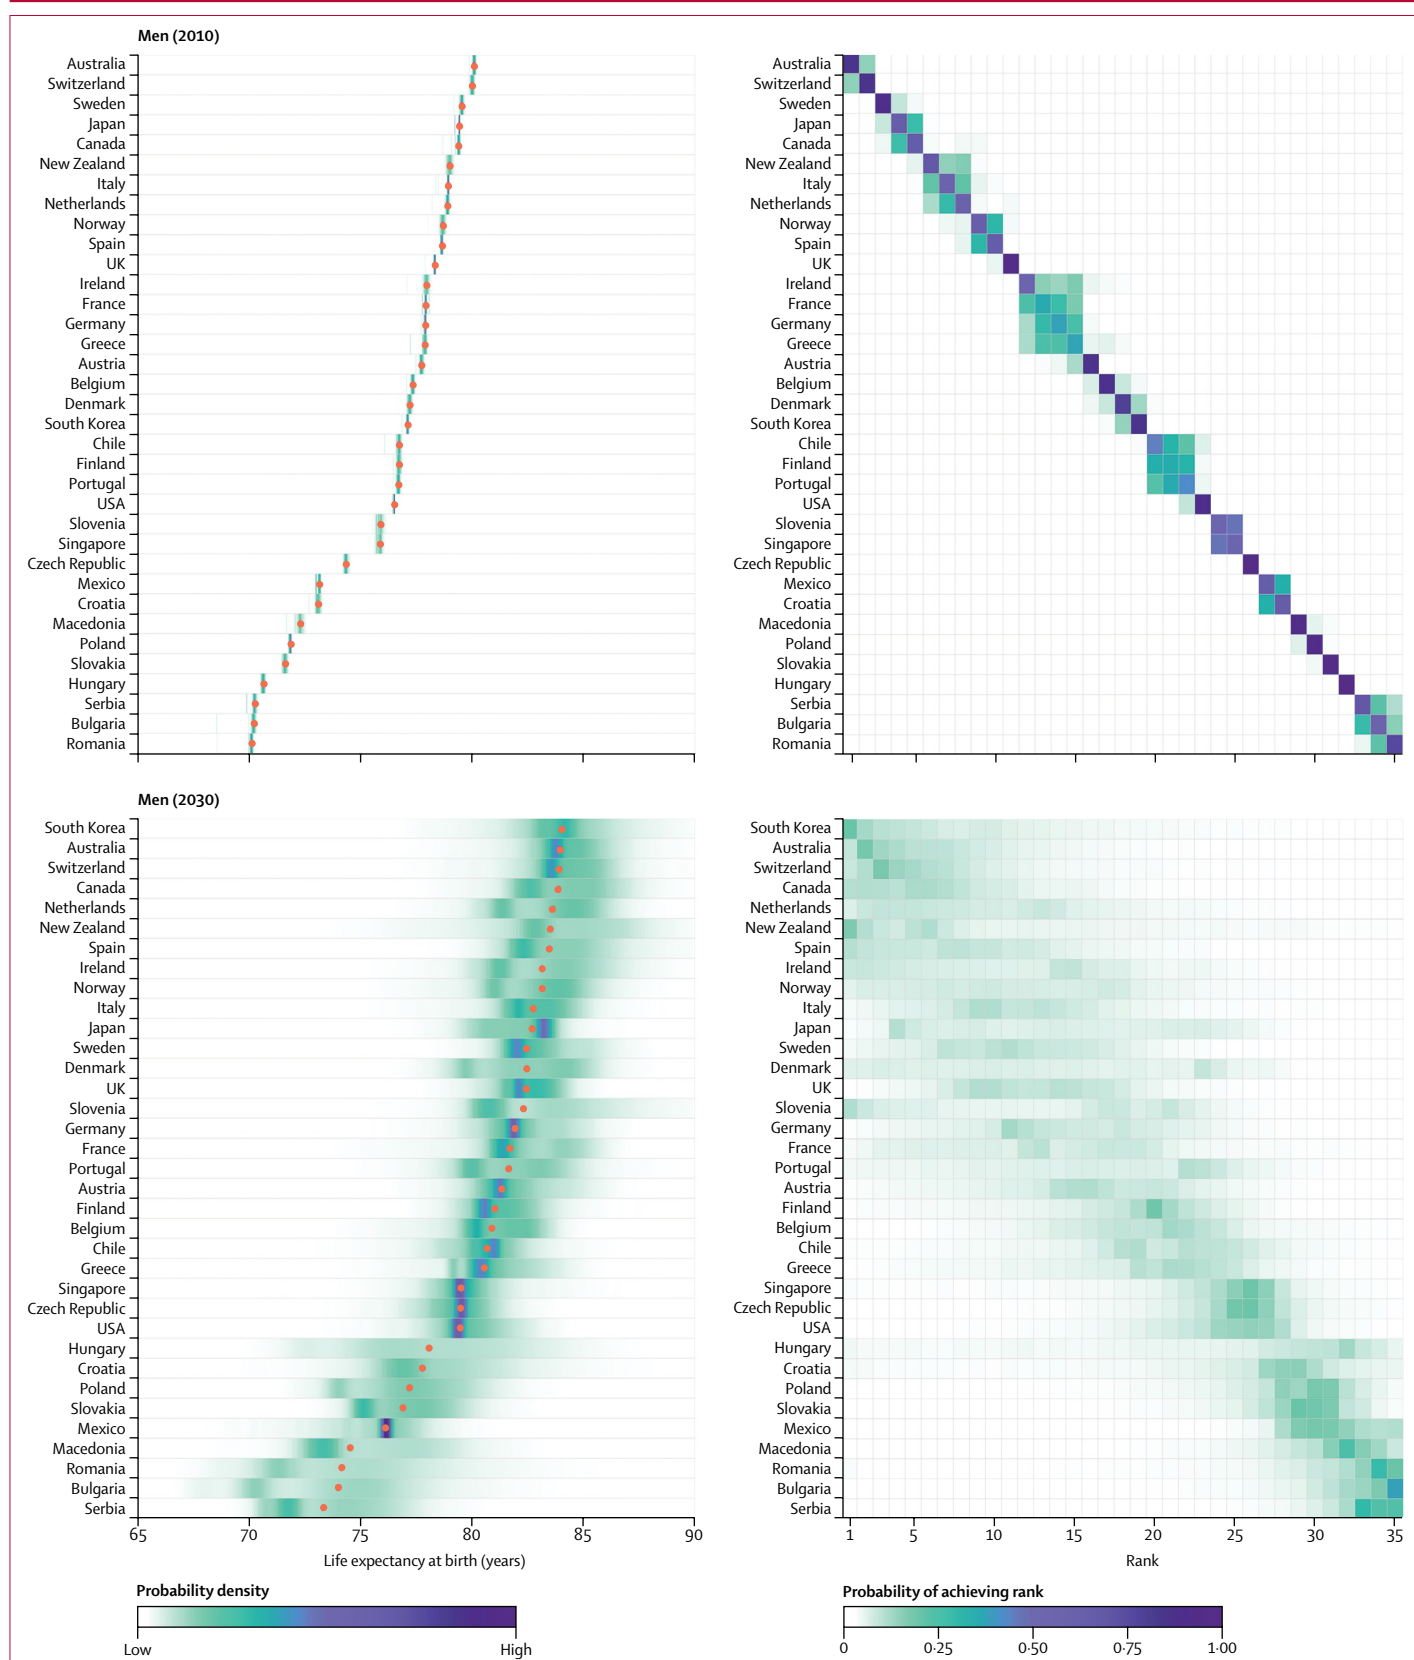 Men (2010)
Australia
Switzerland
Sweden
Japan
Canada
New Zealand
Italy
Netherlands
Norway
Spain
UK
Ireland
France
Germany
Greece
Austria
Belgium
Denmark
South Korea
Chile
Finland
Portugal
USA
Slovenia
Singapore
Czech Republic
Mexico
Croatia
Macedonia
Poland
Slovakia
Hungary
Serbia
Bulgaria
Romania
Australia
Switzerland
Sweden
Japan
Canada
New Zealand
Italy
Netherlands
Norway
Spain
UK
Ireland
France
Germany
Greece
Austria
Belgium
Denmark
South Korea
Chile
Finland
Portugal
USA
Slovenia
Singapore
Czech Republic
Mexico
Croatia
Macedonia
Poland
Slovakia
Hungary
Serbia
Bulgaria
Romania
Men (2030)
South Korea
Australia
Switzerland
Canada
Netherlands
New Zealand
Spain
Ireland
Norway
Italy
Japan
Sweden
Denmark
UK
Slovenia
Germany
France
Portugal
Austria
Finland
Belgium
Chile
Greece
Singapore
Czech Republic
USA
Hungary
Croatia
Poland
Slovakia
Mexico
Macedonia
Romania
Bulgaria
Serbia
65 70 75 80 85 90
Life expectancy at birth (years)
South Korea
Australia
Switzerland
Canada
Netherlands
New Zealand
Spain
Ireland
Norway
Italy
Japan
Sweden
Denmark
UK
Slovenia
Germany
France
Portugal
Austria
Finland
Belgium
Chile
Greece
Singapore
Czech Republic
USA
Hungary
Croatia
Poland
Slovakia
Mexico
Macedonia
Romania
Bulgaria
Serbia
1 5 10 15 20 25 30 35
Rank
Probability density
Low High
Probability of achieving rank
0 0·25 0·50 0·75 1·00